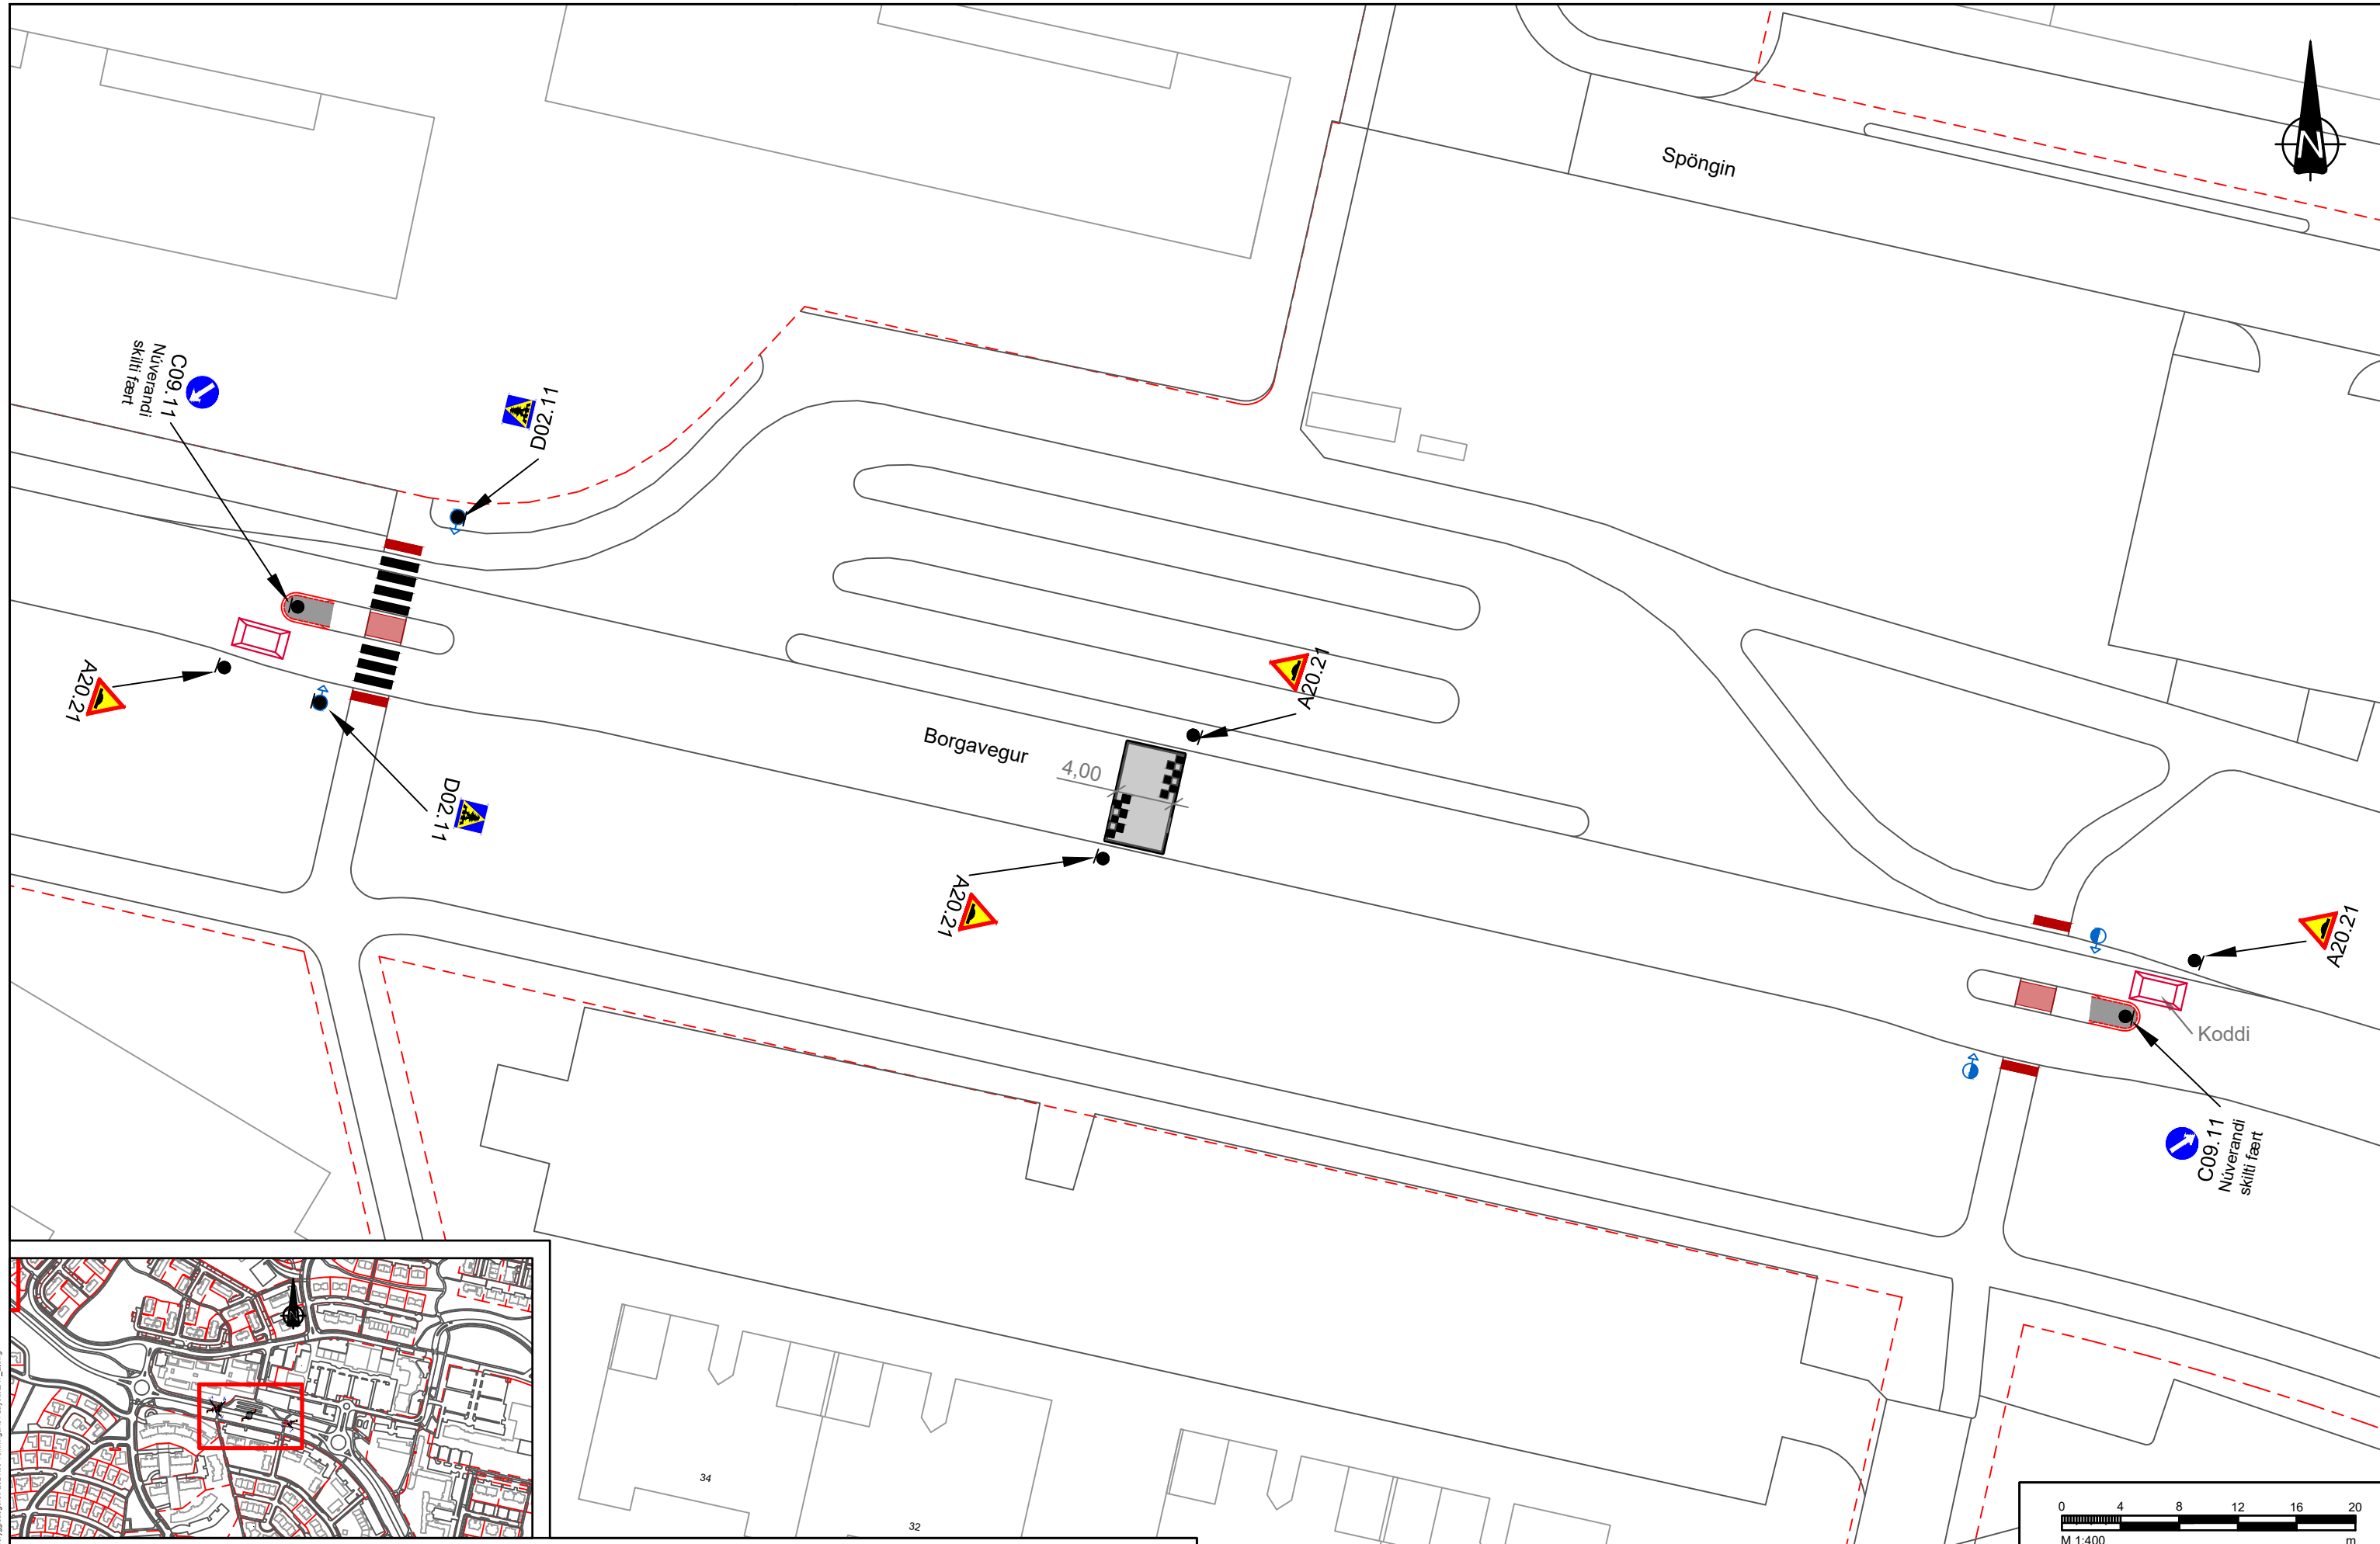 Spöngin
N
C09.11
Núverandi
skilti fært
D02.11
A20.21
D02.11
A20.21
Borgavegur
4,00
A20.21
A20.21
Koddi
C09.11
Núverandi
skilti fært
34
32
0 4 8 12 16 20
M 1:400 m